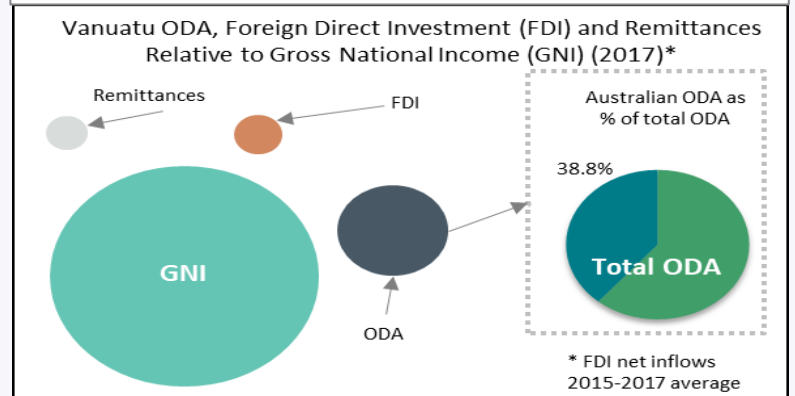 Vanuatu ODA, Foreign Direct Investment (FDI) and Remittances
Relative to Gross National Income (GNI) (2017)*
Remittances
FDI
Australian ODA as
% of total ODA
38.8%
GNI
Total ODA
ODA
* FDI net inflows
2015-2017 average